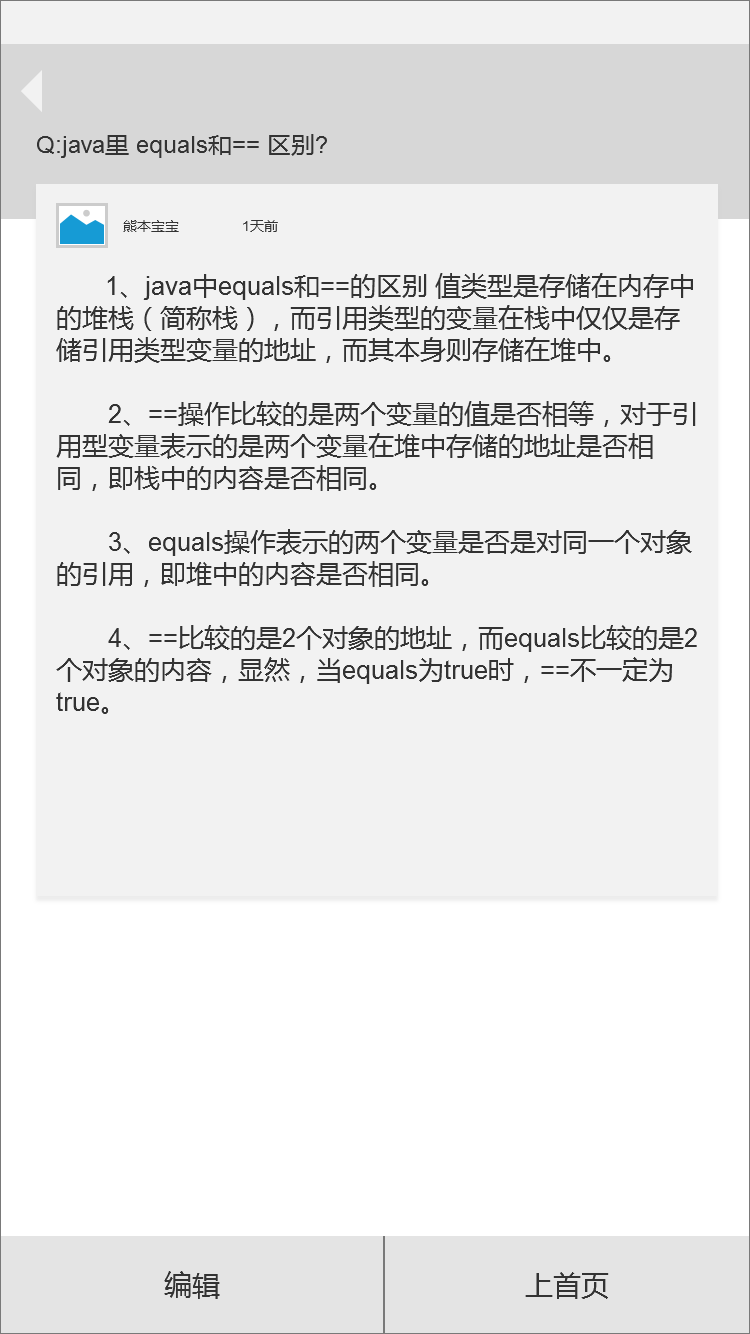 Q:java里 equals和== 区别?
熊本宝宝 1天前
1、java中equals和==的区别 值类型是存储在内存中
的堆栈（简称栈），而引用类型的变量在栈中仅仅是存
储引用类型变量的地址，而其本身则存储在堆中。
2、==操作比较的是两个变量的值是否相等，对于引
用型变量表示的是两个变量在堆中存储的地址是否相
同，即栈中的内容是否相同。
3、equals操作表示的两个变量是否是对同一个对象
的引用，即堆中的内容是否相同。
4、==比较的是2个对象的地址，而equals比较的是2
个对象的内容，显然，当equals为true时，==不一定为
true。
编辑
上首页